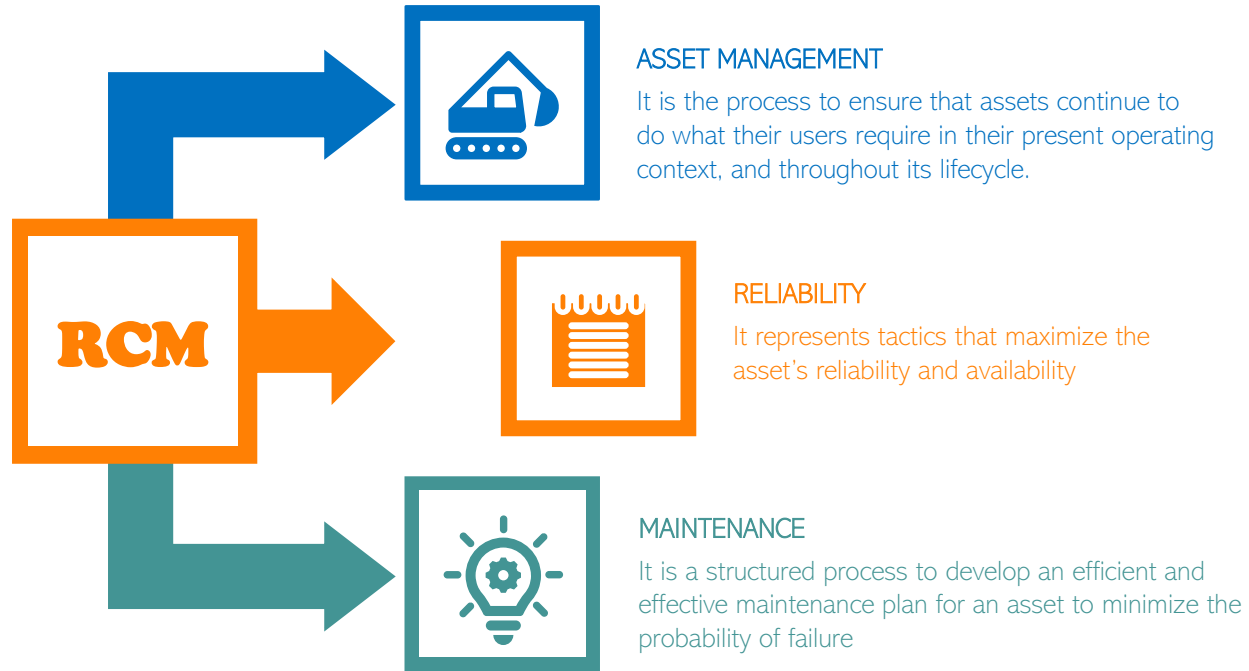 ASSET MANAGEMENT
It is the process to ensure that assets continue to
do what their users require in their present operating
context, and throughout its lifecycle.
RCM
RELIABILITY
It represents tactics that maximize the
asset's reliability and availability
MAINTENANCE
It is a structured process to develop an efficient and
effective maintenance plan for an asset to minimize the
probability of failure